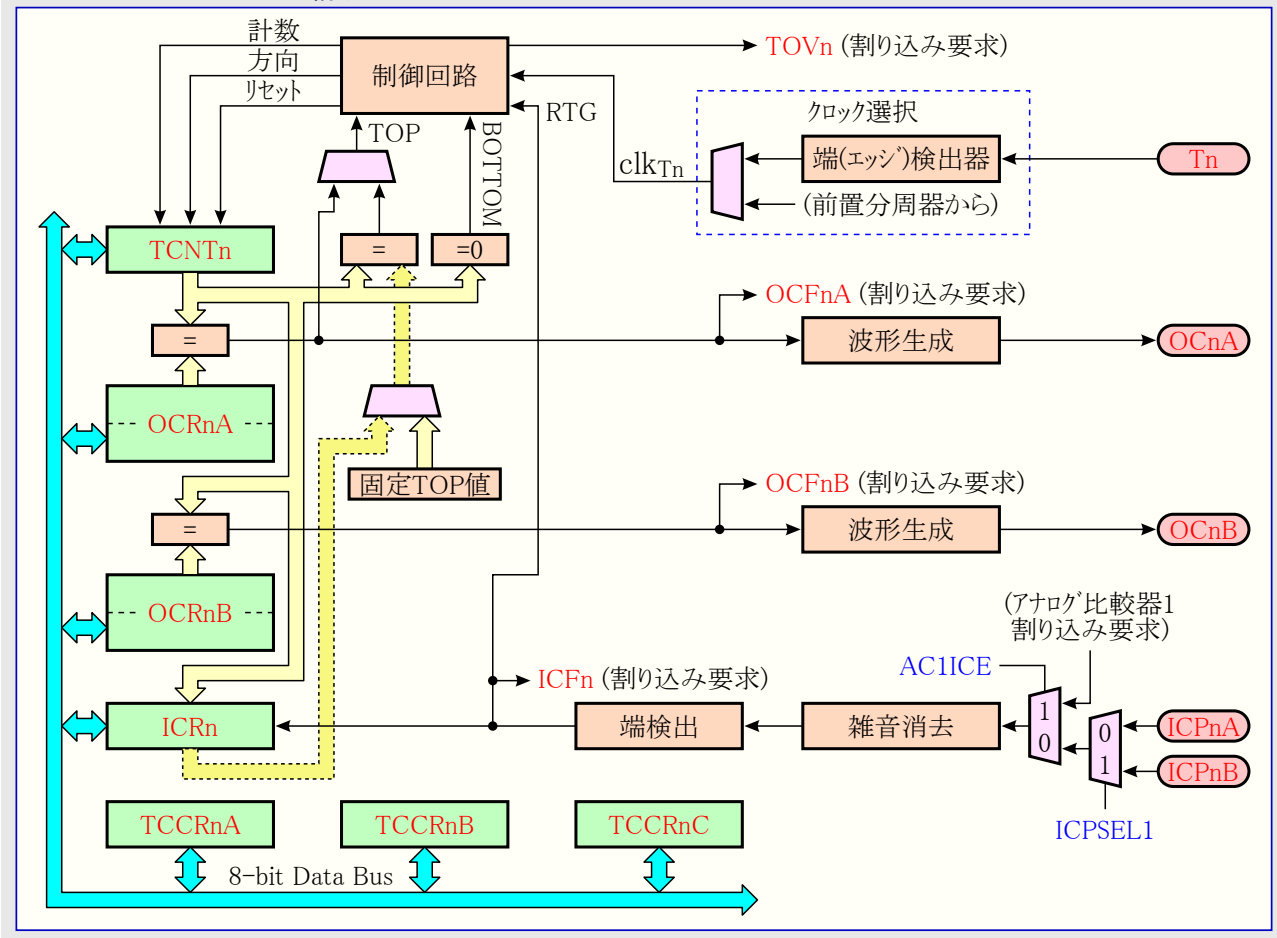 計数
方向
リセット
制御回路
TOVn (割り込み要求)
RTG
TOP
BOTTOM
クロック選択
端(エッジ)検出器
Tn
clkTn
(前置分周器から)
TCNTn
=
=0
OCFnA (割り込み要求)
=
波形生成
OCnA
OCRnA
固定TOP値
OCFnB (割り込み要求)
=
波形生成
OCnB
OCRnB
(アナログ比較器1
割り込み要求)
AC1ICE
ICFn (割り込み要求)
ICRn
端検出
雑音消去
1
0
0
1
ICPnA
ICPnB
ICPSEL1
TCCRnA
TCCRnB
TCCRnC
8-bit Data Bus